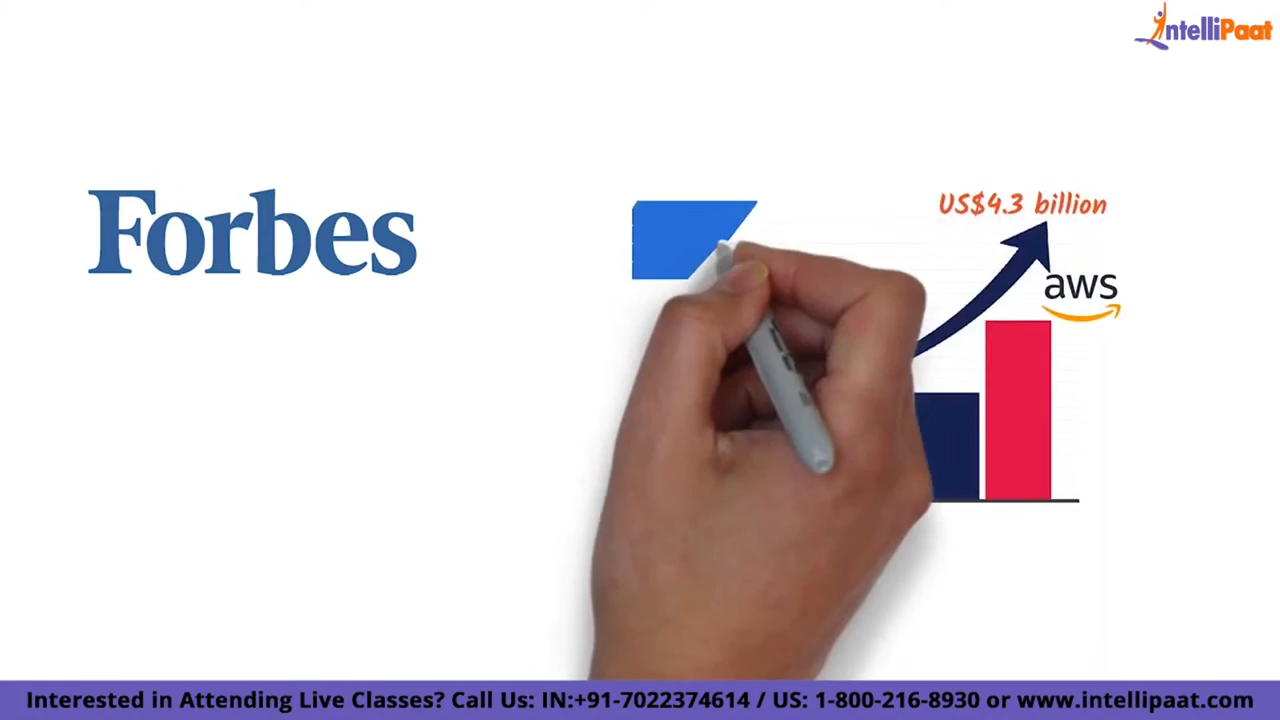 IntelliPaat
Forbes
US$4.3 billion
aws
Interested in Attending Live Classes? Call Us: IN:+91-7022374614 / US: 1-800-216-8930 or www.intellipaat.com